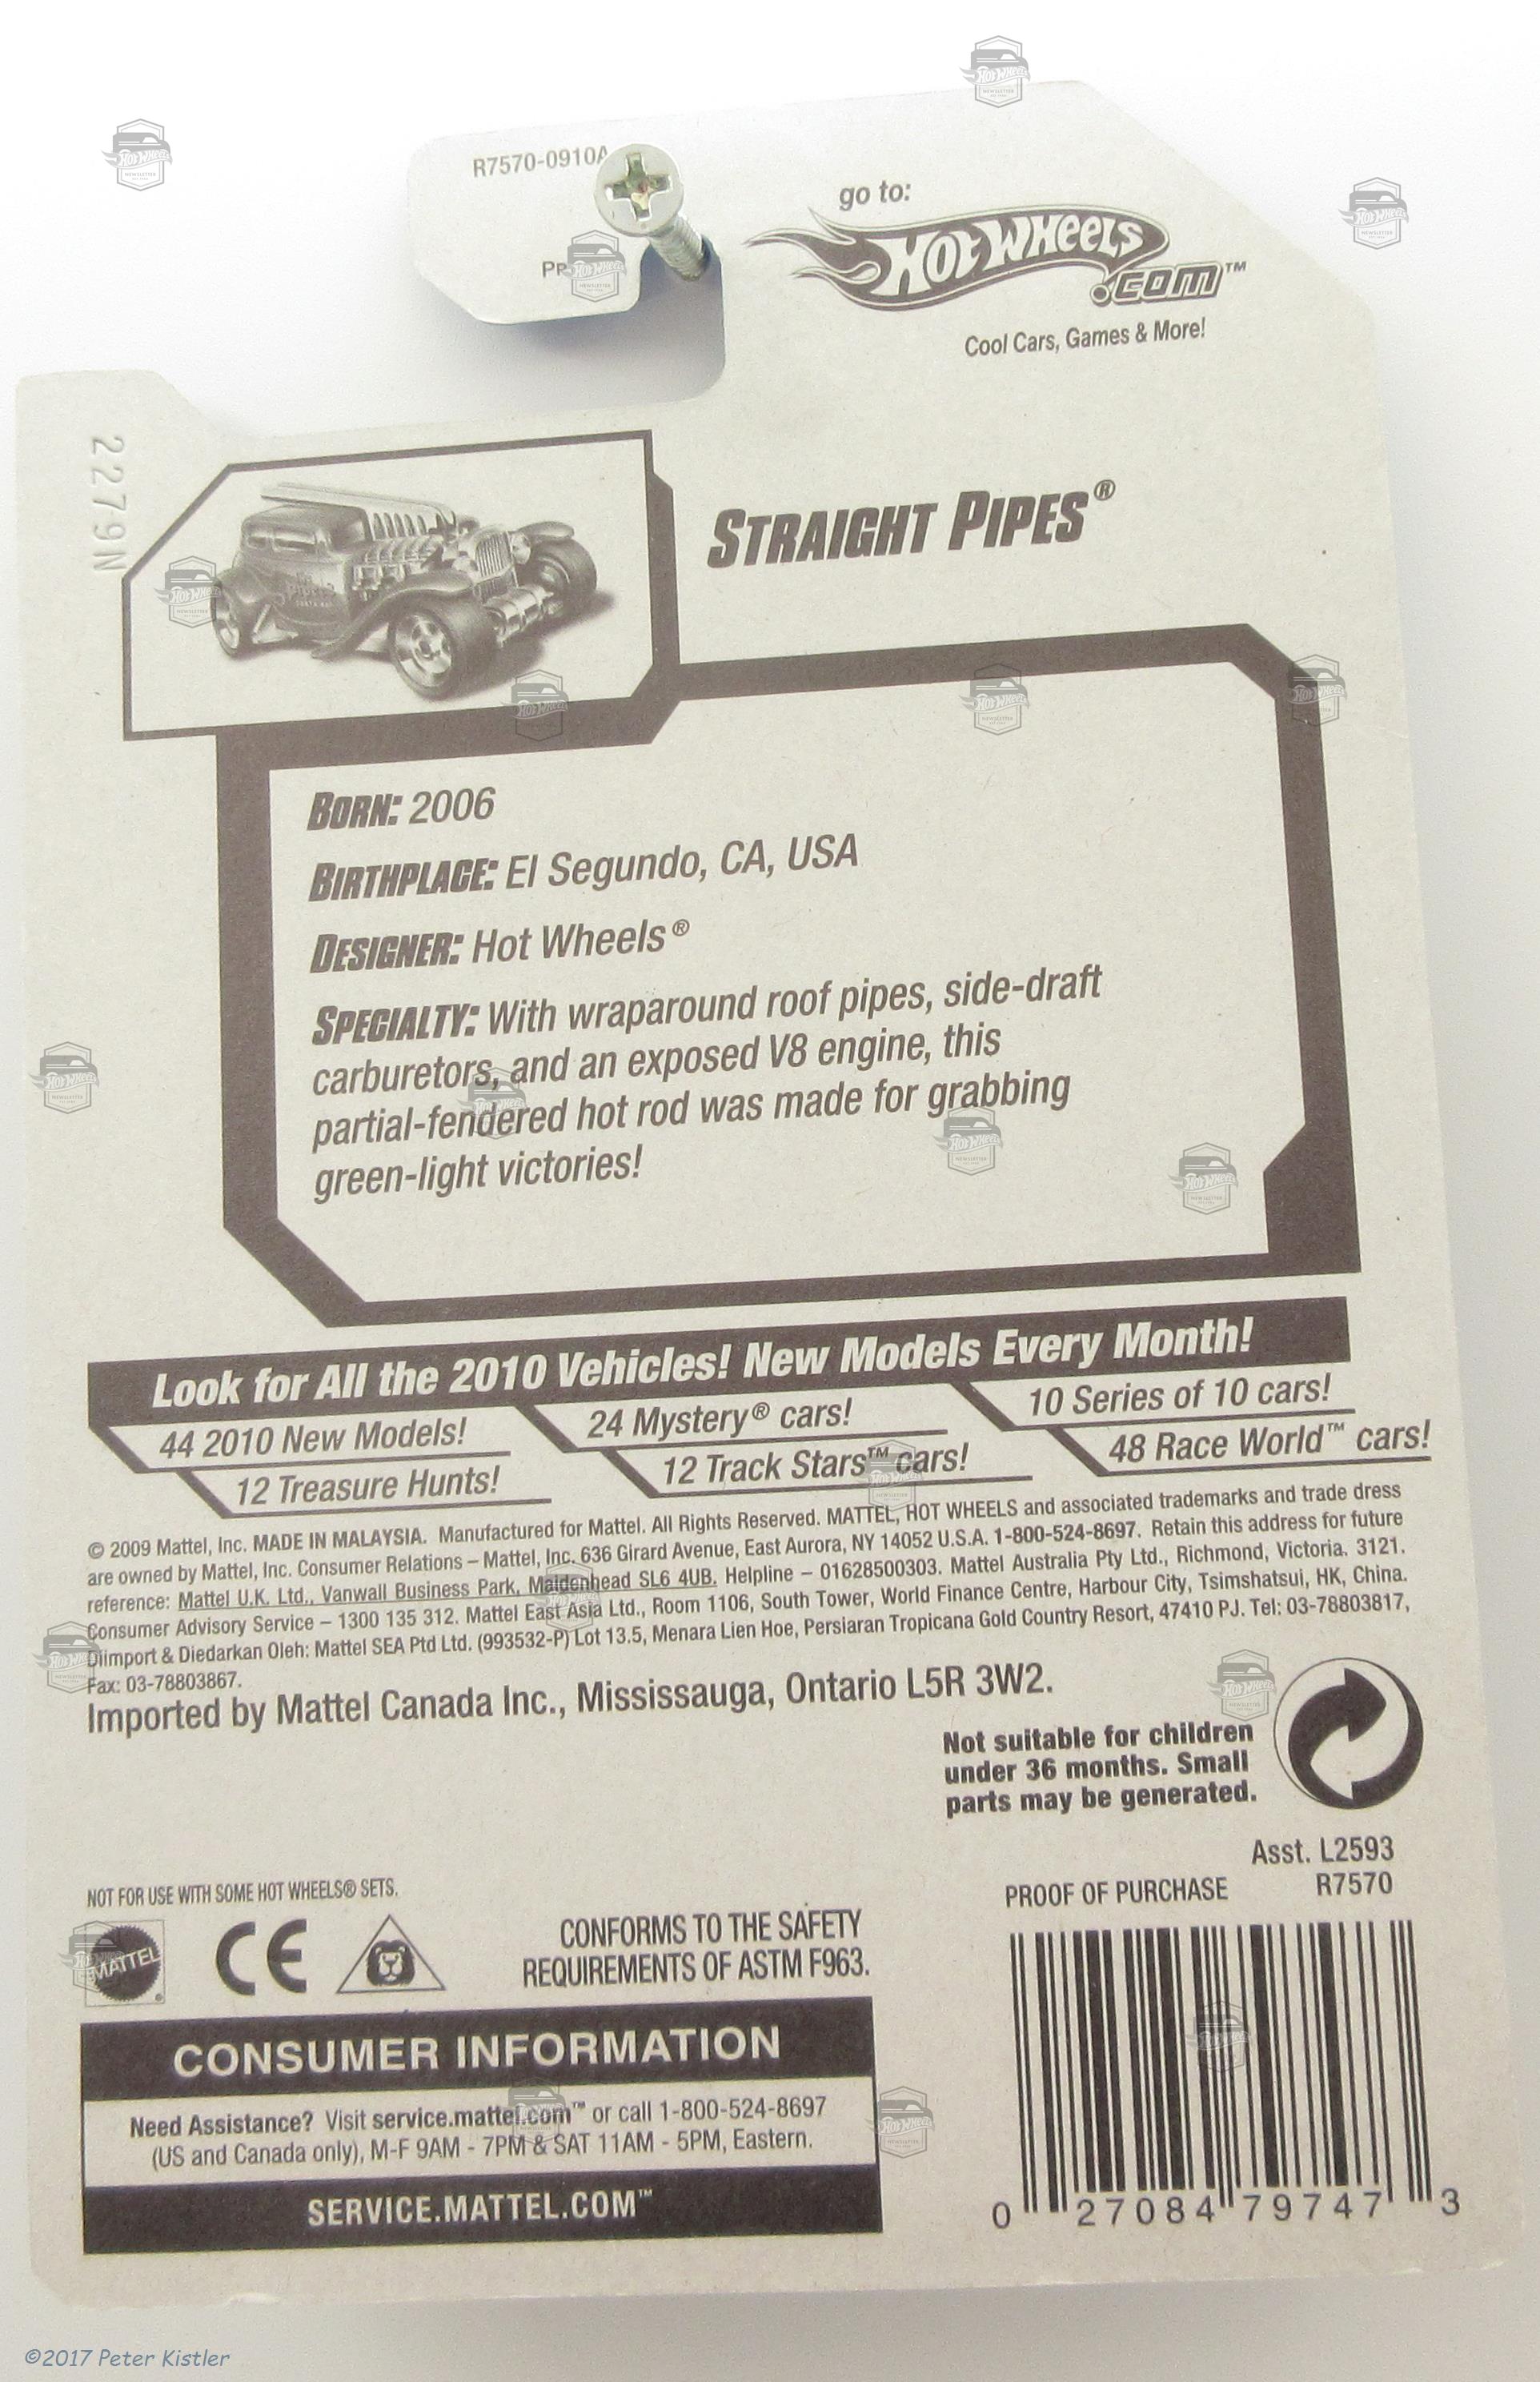 R7570-0910A
go to:
Hot Wheels
.com™
Cool Cars, Games & More!
2279N
STRAIGHT PIPES®
BORN: 2006
BIRTHPLACE: El Segundo, CA, USA
DESIGNER: Hot Wheels®
SPECIALTY: With wraparound roof pipes, side-draft
carburetors, and an exposed V8 engine, this
partial-fendered hot rod was made for grabbing
green-light victories!
Look for All the 2010 Vehicles! New Models Every Month!
44 2010 New Models!
24 Mystery® cars!
10 Series of 10 cars!
12 Treasure Hunts!
12 Track Stars™ cars!
48 Race World™ cars!
© 2009 Mattel, Inc. MADE IN MALAYSIA. Manufactured for Mattel. All Rights Reserved. MATTEL, HOT WHEELS and associated trademarks and trade dress
are owned by Mattel, Inc. Consumer Relations – Mattel, Inc. 636 Girard Avenue, East Aurora, NY 14052 U.S.A. 1-800-524-8697. Retain this address for future
reference: Mattel U.K. Ltd., Vanwall Business Park, Maidenhead SL6 4UB. Helpline – 01628500303. Mattel Australia Pty Ltd., Richmond, Victoria. 3121.
Consumer Advisory Service – 1300 135 312. Mattel East Asia Ltd., Room 1106, South Tower, World Finance Centre, Harbour City, Tsimshatsui, HK, China.
Diimport & Diedarkan Oleh: Mattel SEA Ptd Ltd. (993532-P) Lot 13.5, Menara Lien Hoe, Persiaran Tropicana Gold Country Resort, 47410 PJ. Tel: 03-78803817,
Fax: 03-78803867.
Imported by Mattel Canada Inc., Mississauga, Ontario L5R 3W2.
Not suitable for children
under 36 months. Small
parts may be generated.
Asst. L2593
PROOF OF PURCHASE R7570
NOT FOR USE WITH SOME HOT WHEELS® SETS.
MATTEL
CE
CONFORMS TO THE SAFETY
REQUIREMENTS OF ASTM F963.
CONSUMER INFORMATION
Need Assistance? Visit service.mattel.com™ or call 1-800-524-8697
(US and Canada only), M-F 9AM - 7PM & SAT 11AM - 5PM, Eastern.
SERVICE.MATTEL.COM™
0 27084 79747 3
©2017 Peter Kistler